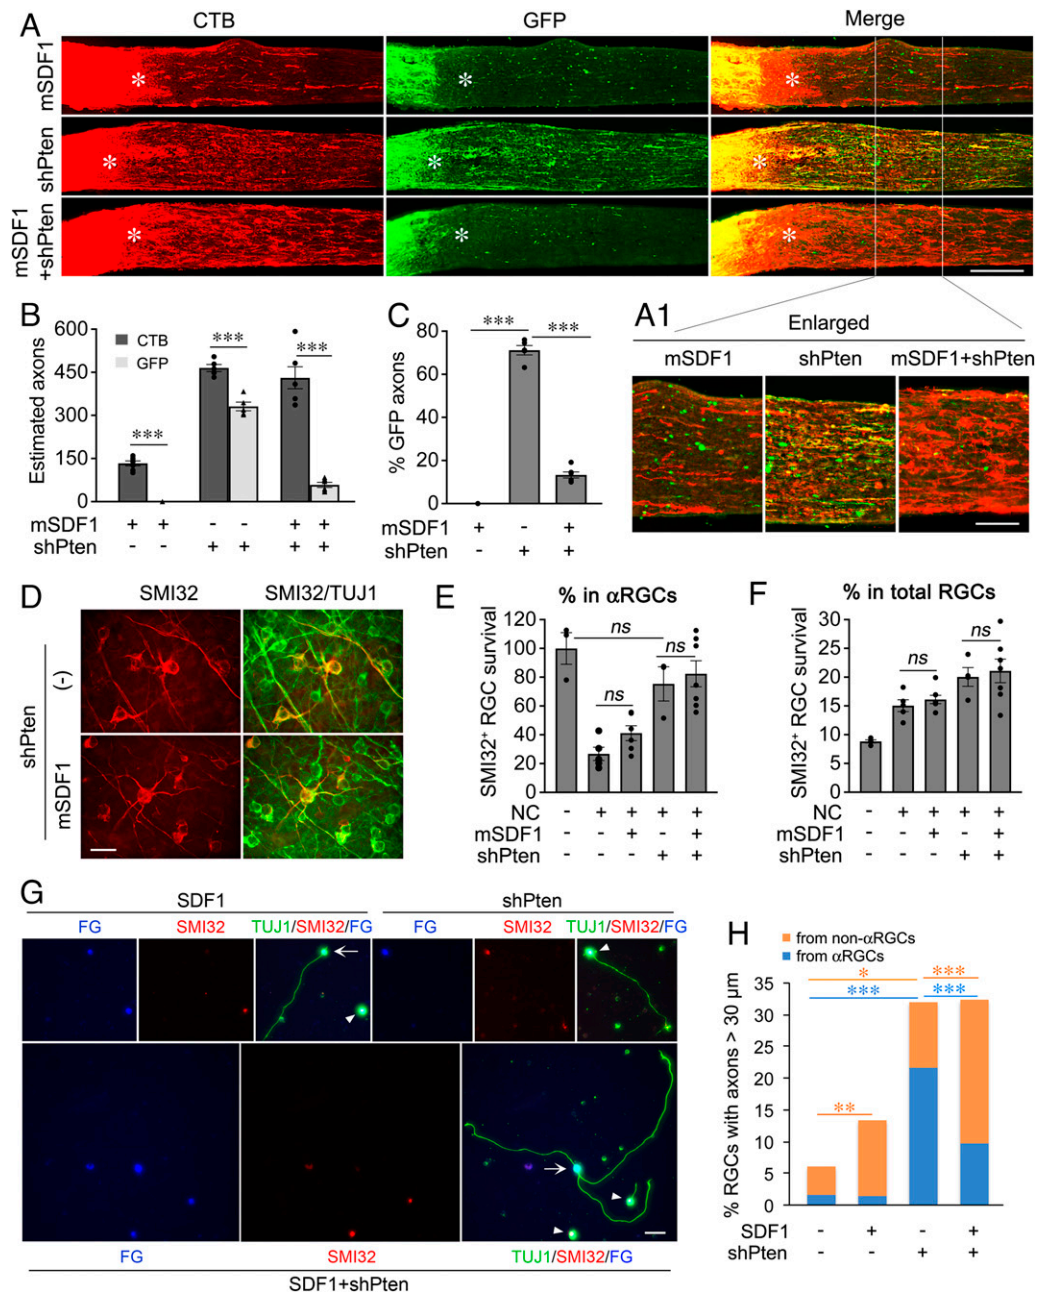 A
CTB
GFP
Merge
mSDF1
shPten
mSDF1
+shPten
*
*
*
*
*
*
*
*
*
B
Estimated axons
600
450
300
150
0
CTB
GFP
***
***
***
mSDF1 + + - - + +
shPten - - + + + +
C
% GFP axons
80
60
40
20
0
*** ***
mSDF1 + - +
shPten - + +
A1
Enlarged
mSDF1 shPten mSDF1+shPten
D
SMI32 SMI32/TUJ1
shPten
(-)
mSDF1
E
% in αRGCs
SMI32⁺ RGC survival
120
100
80
60
40
20
0
ns
ns
ns
NC - + + + +
mSDF1 - - + - +
shPten - - - + +
F
% in total RGCs
SMI32⁺ RGC survival
30
25
20
15
10
5
0
ns
ns
NC - + + + +
mSDF1 - - + - +
shPten - - - + +
G
SDF1 shPten
FG SMI32 TUJ1/SMI32/FG FG SMI32 TUJ1/SMI32/FG
FG SMI32 TUJ1/SMI32/FG
SDF1+shPten
H
from non-αRGCs
from αRGCs
% RGCs with axons > 30 μm
35
30
25
20
15
10
5
0
* ***
*** ***
**
SDF1 - + - +
shPten - - + +